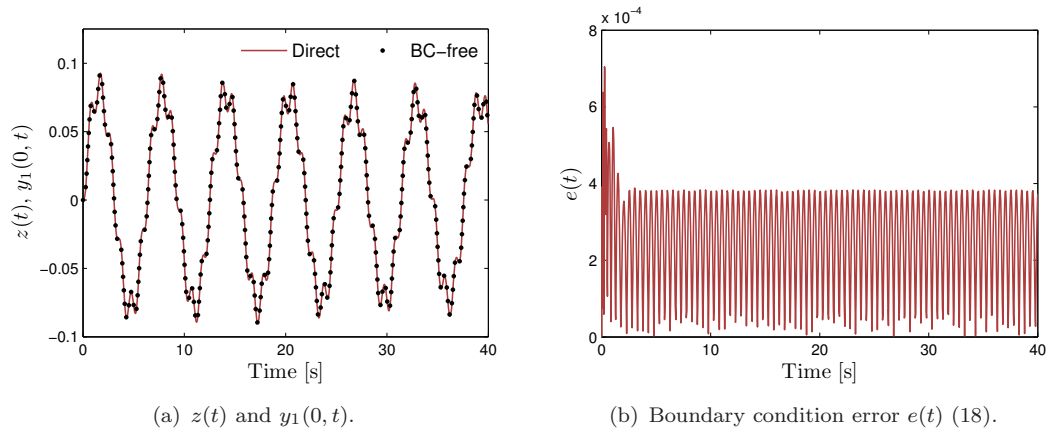 Direct
BC−free
0.1
0.05
0
−0.05
−0.1
z(t), y₁(0, t)
0
10
20
30
40
Time [s]
(a) z(t) and y₁(0, t).
x 10⁻⁴
8
6
4
2
0
e(t)
0
10
20
30
40
Time [s]
(b) Boundary condition error e(t) (18).